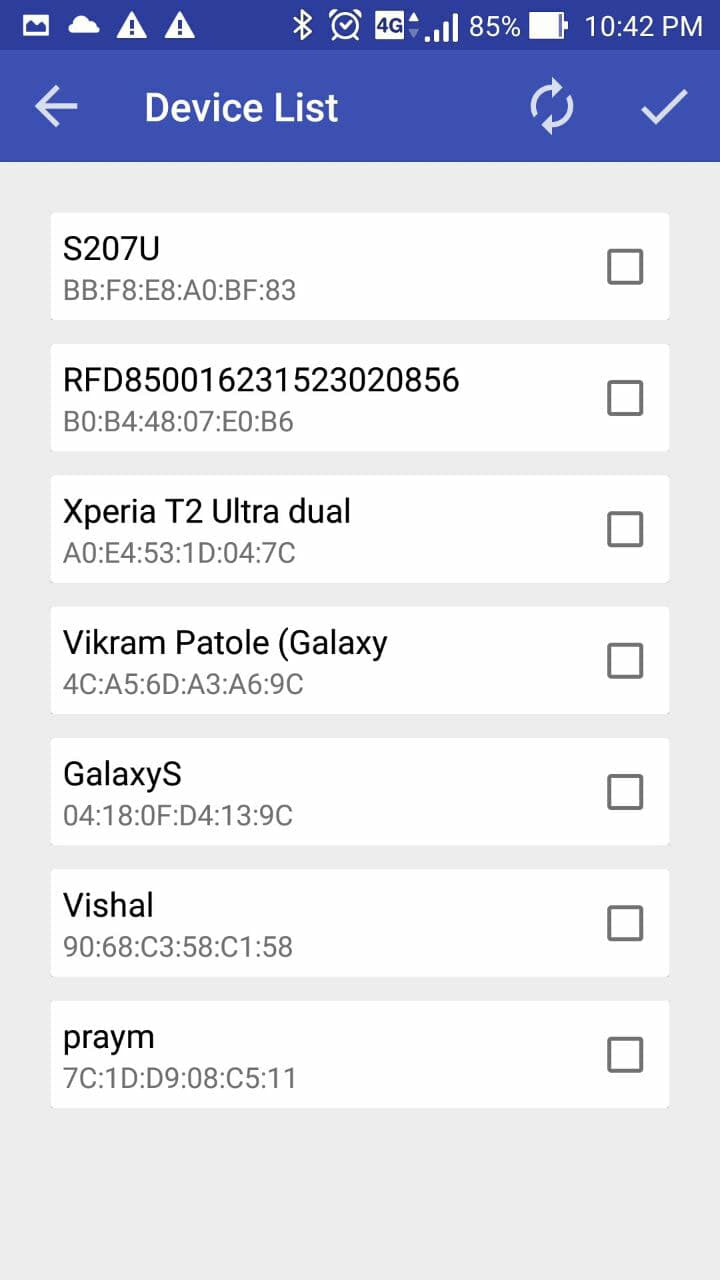 4G 85% 10:42 PM
Device List
S207U
BB:F8:E8:A0:BF:83
RFD850016231523020856
B0:B4:48:07:E0:B6
Xperia T2 Ultra dual
A0:E4:53:1D:04:7C
Vikram Patole (Galaxy
4C:A5:6D:A3:A6:9C
GalaxyS
04:18:0F:D4:13:9C
Vishal
90:68:C3:58:C1:58
praym
7C:1D:D9:08:C5:11